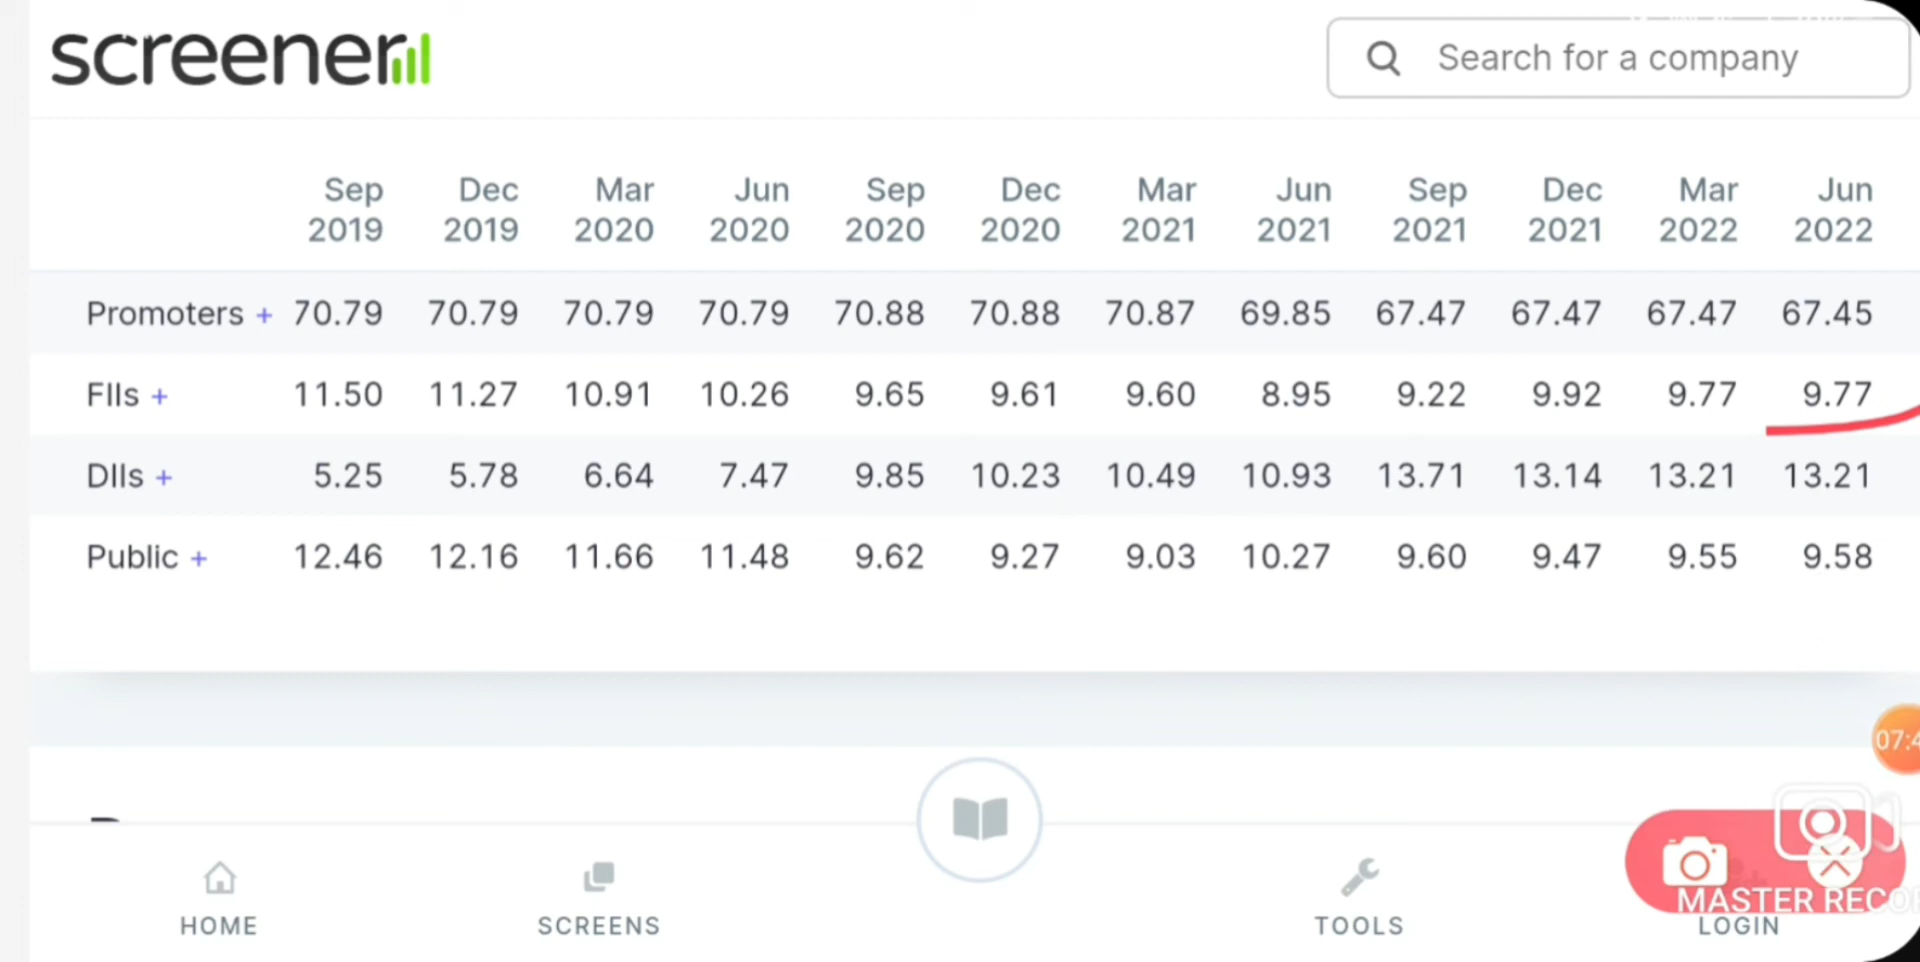 screener
Search for a company
Sep 2019 Dec 2019 Mar 2020 Jun 2020 Sep 2020 Dec 2020 Mar 2021 Jun 2021 Sep 2021 Dec 2021 Mar 2022 Jun 2022
Promoters + 70.79 70.79 70.79 70.79 70.88 70.88 70.87 69.85 67.47 67.47 67.47 67.45
FIIs + 11.50 11.27 10.91 10.26 9.65 9.61 9.60 8.95 9.22 9.92 9.77 9.77
DIIs + 5.25 5.78 6.64 7.47 9.85 10.23 10.49 10.93 13.71 13.14 13.21 13.21
Public + 12.46 12.16 11.66 11.48 9.62 9.27 9.03 10.27 9.60 9.47 9.55 9.58
07:4
MASTER RECO
HOME SCREENS TOOLS LOGIN